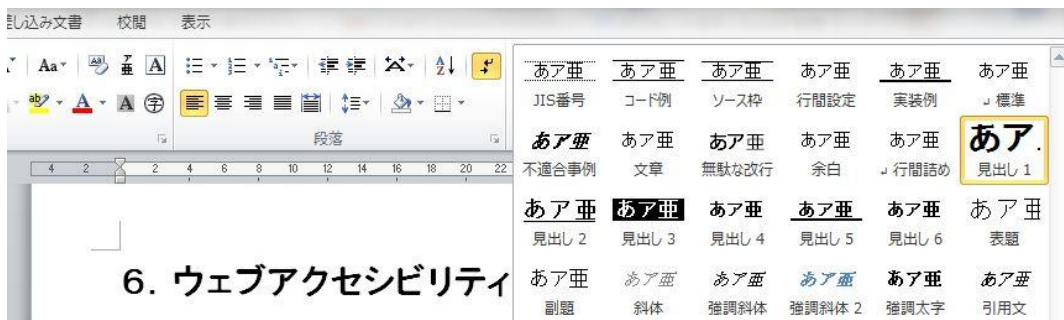 差し込み文書 校閲 表示
Aa ア亜 A
ab A A 字
段落
4 2 2 4 6 8 10 12 14 16 18 20 22
6. ウェブアクセシビリティ
あア亜 あア亜 あア亜 あア亜 あア亜 あア亜
JIS番号 コード例 ソース枠 行間設定 実装例 ↲標準
あア亜 あア亜 あア亜 あア亜 あア亜 あア.
不適合事例 文章 無駄な改行 余白 ↲行間詰め 見出し 1
あア亜 あア亜 あア亜 あア亜 あア亜 あア亜
見出し 2 見出し 3 見出し 4 見出し 5 見出し 6 表題
あア亜 あア亜 あア亜 あア亜 あア亜 あア亜
副題 斜体 強調斜体 強調斜体 2 強調太字 引用文